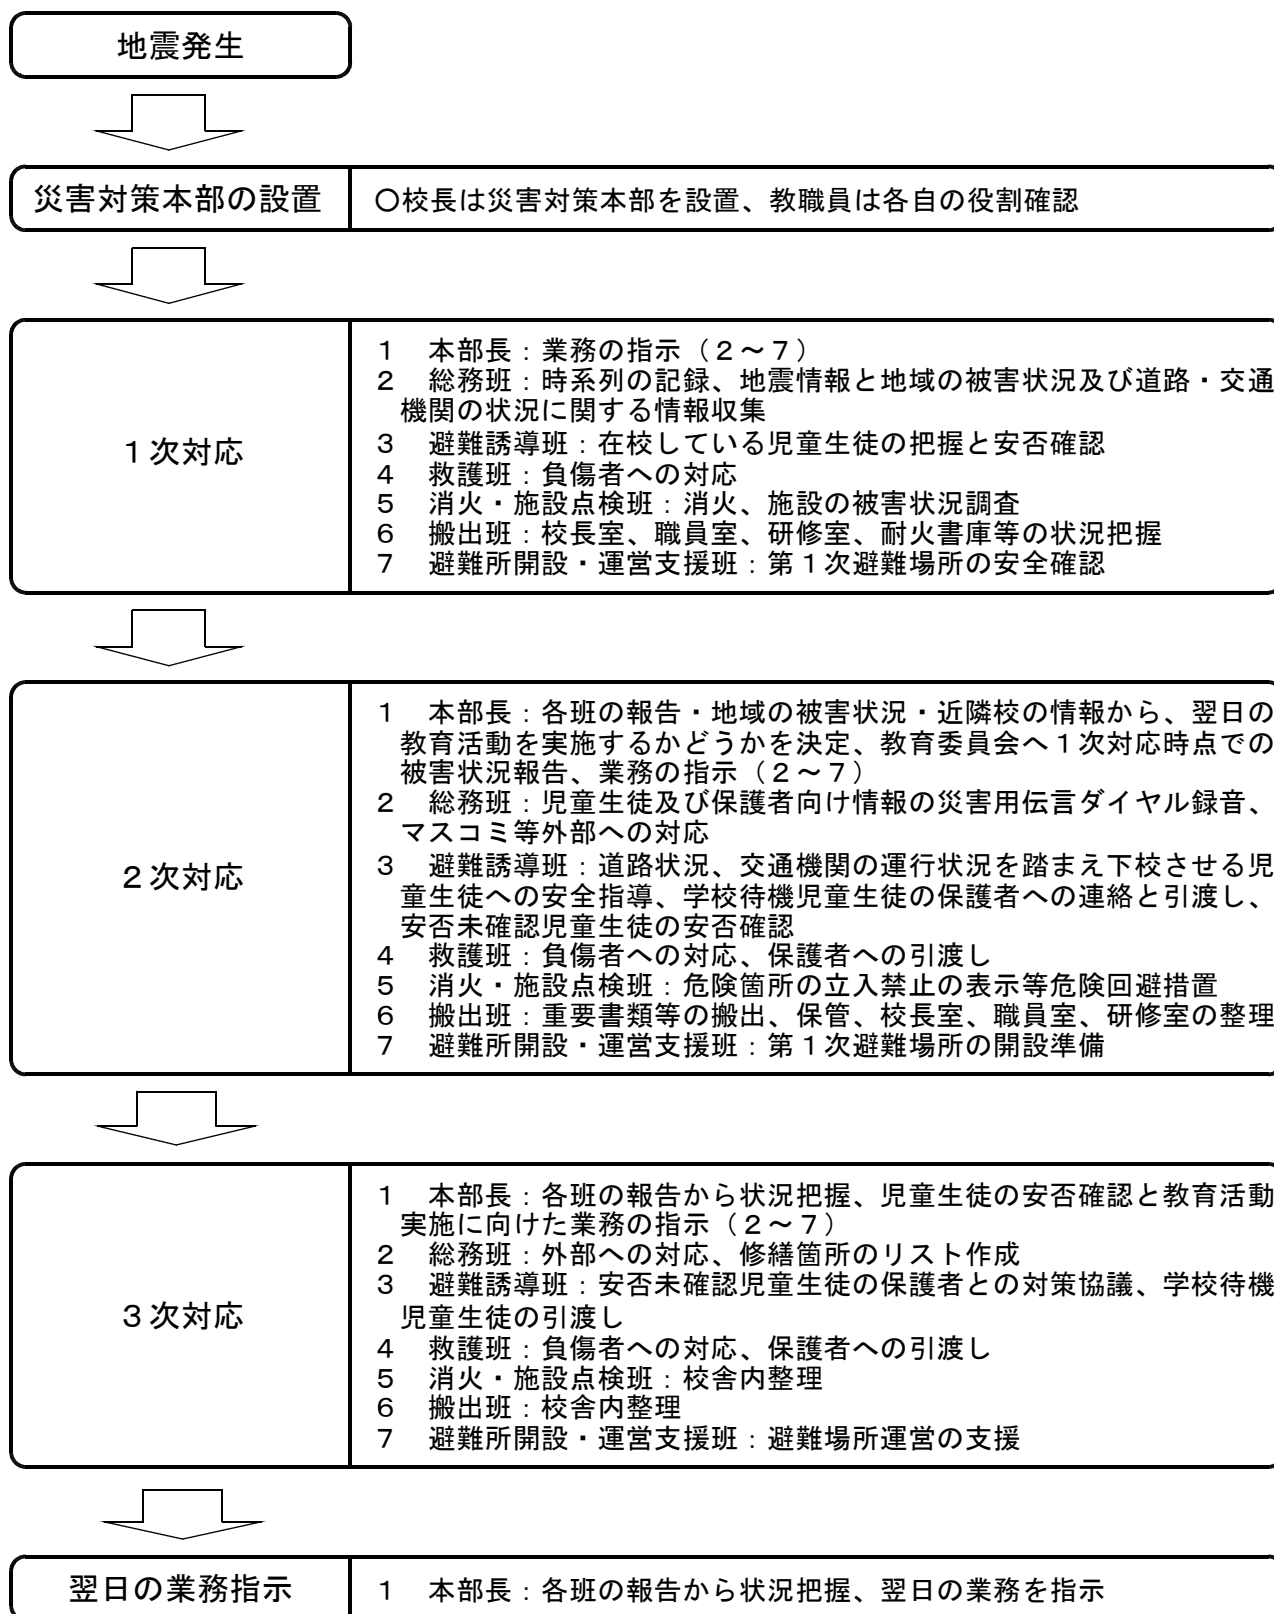 地震発生
災害対策本部の設置
○校長は災害対策本部を設置、教職員は各自の役割確認
１次対応
１　本部長：業務の指示（２～７）
２　総務班：時系列の記録、地震情報と地域の被害状況及び道路・交通
機関の状況に関する情報収集
３　避難誘導班：在校している児童生徒の把握と安否確認
４　救護班：負傷者への対応
５　消火・施設点検班：消火、施設の被害状況調査
６　搬出班：校長室、職員室、研修室、耐火書庫等の状況把握
７　避難所開設・運営支援班：第１次避難場所の安全確認
２次対応
１　本部長：各班の報告・地域の被害状況・近隣校の情報から、翌日の
教育活動を実施するかどうかを決定、教育委員会へ１次対応時点での
被害状況報告、業務の指示（２～７）
２　総務班：児童生徒及び保護者向け情報の災害用伝言ダイヤル録音、
マスコミ等外部への対応
３　避難誘導班：道路状況、交通機関の運行状況を踏まえ下校させる児
童生徒への安全指導、学校待機児童生徒の保護者への連絡と引渡し、
安否未確認児童生徒の安否確認
４　救護班：負傷者への対応、保護者への引渡し
５　消火・施設点検班：危険箇所の立入禁止の表示等危険回避措置
６　搬出班：重要書類等の搬出、保管、校長室、職員室、研修室の整理
７　避難所開設・運営支援班：第１次避難場所の開設準備
３次対応
１　本部長：各班の報告から状況把握、児童生徒の安否確認と教育活動
実施に向けた業務の指示（２～７）
２　総務班：外部への対応、修繕箇所のリスト作成
３　避難誘導班：安否未確認児童生徒の保護者との対策協議、学校待機
児童生徒の引渡し
４　救護班：負傷者への対応、保護者への引渡し
５　消火・施設点検班：校舎内整理
６　搬出班：校舎内整理
７　避難所開設・運営支援班：避難場所運営の支援
翌日の業務指示
１　本部長：各班の報告から状況把握、翌日の業務を指示